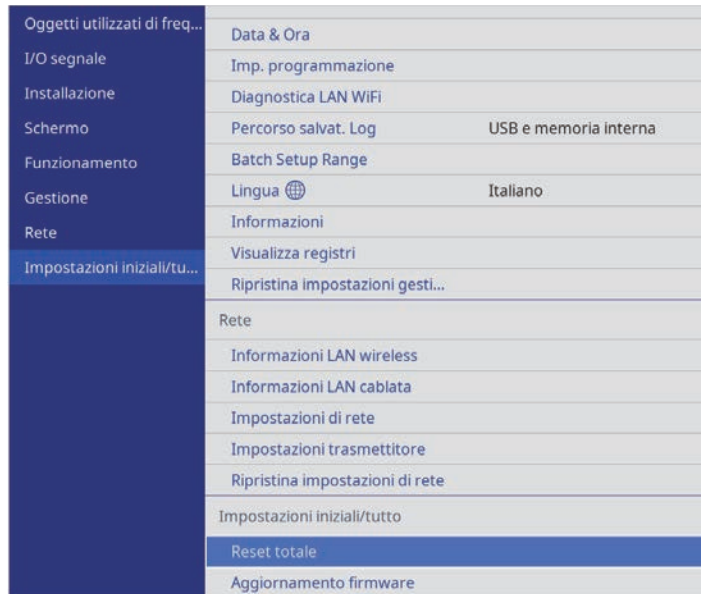 Oggetti utilizzati di freq...
I/O segnale
Installazione
Schermo
Funzionamento
Gestione
Rete
Impostazioni iniziali/tu...
Data & Ora
Imp. programmazione
Diagnostica LAN WiFi
Percorso salvat. Log USB e memoria interna
Batch Setup Range
Lingua Italiano
Informazioni
Visualizza registri
Ripristina impostazioni gesti...
Rete
Informazioni LAN wireless
Informazioni LAN cablata
Impostazioni di rete
Impostazioni trasmettitore
Ripristina impostazioni di rete
Impostazioni iniziali/tutto
Reset totale
Aggiornamento firmware